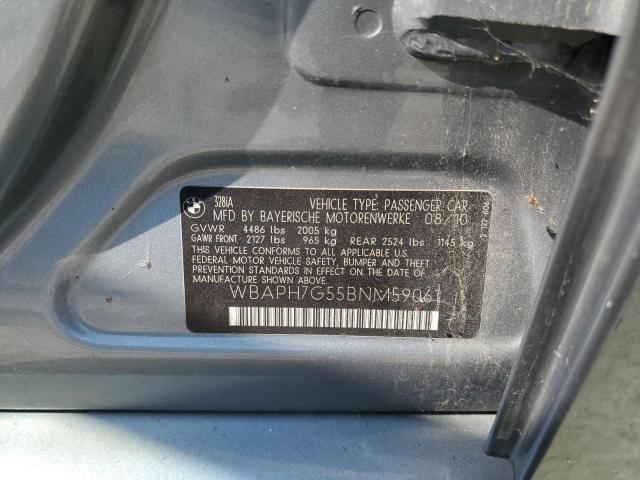 328iA VEHICLE TYPE: PASSENGER CAR
MFD BY BAYERISCHE MOTORENWERKE 08/10
GVWR 4486 lbs 2005 kg
GAWR FRONT 2127 lbs 965 kg REAR 2524 lbs 1145 kg
THIS VEHICLE CONFORMS TO ALL APPLICABLE
FEDERAL MOTOR VEHICLE SAFETY, BUMPER AND THEFT
PREVENTION STANDARDS IN EFFECT ON THE DATE OF
MANUFACTURE SHOWN ABOVE.
WBAPH7G55BNM59061